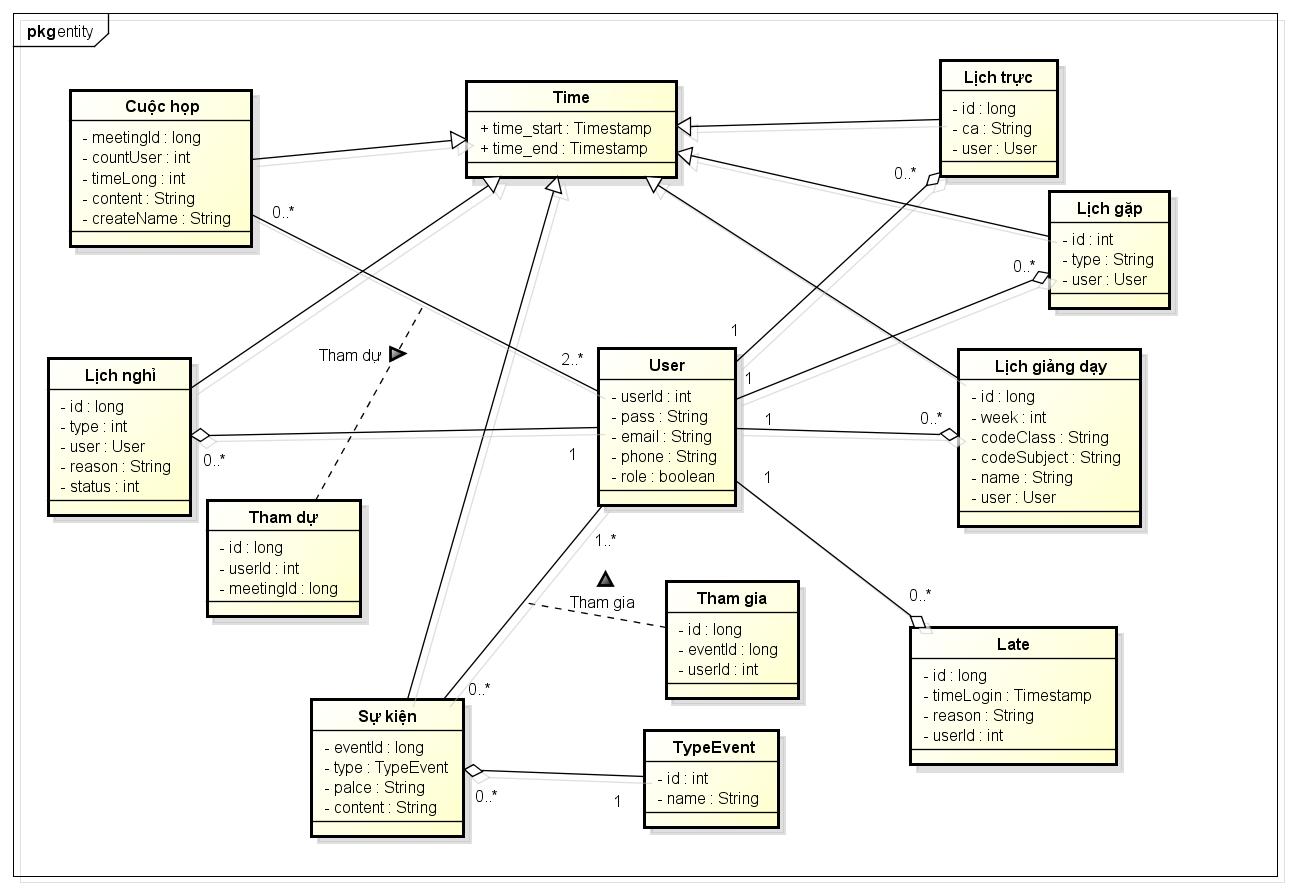 pkg entity
Cuộc họp
- meetingId : long
- countUser : int
- timeLong : int
- content : String
- createName : String
0..*
Time
+ time_start : Timestamp
+ time_end : Timestamp
Lịch trực
- id : long
- ca : String
- user : User
0..*
Lịch gặp
- id : int
- type : String
- user : User
0..*
1
Tham dự
2..*
Lịch nghỉ
- id : long
- type : int
- user : User
- reason : String
- status : int
0..*
1
User
- userId : int
- pass : String
- email : String
- phone : String
- role : boolean
1
1
1
0..*
Lịch giảng dạy
- id : long
- week : int
- codeClass : String
- codeSubject : String
- name : String
- user : User
Tham dự
- id : long
- userId : int
- meetingId : long
1..*
Tham gia
Tham gia
- id : long
- eventId : long
- userId : int
0..*
Late
- id : long
- timeLogin : Timestamp
- reason : String
- userId : int
0..*
Sự kiện
- eventId : long
- type : TypeEvent
- palce : String
- content : String
0..*
1
TypeEvent
- id : int
- name : String